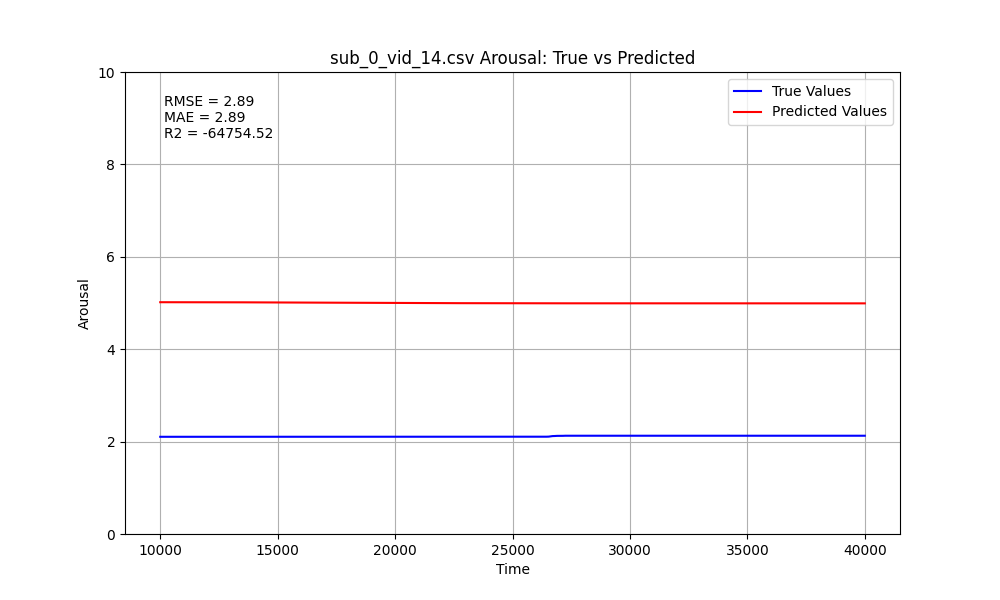 sub_0_vid_14.csv Arousal: True vs Predicted
RMSE = 2.89
MAE = 2.89
R2 = -64754.52
True Values
Predicted Values
10
8
6
4
2
0
Arousal
10000 15000 20000 25000 30000 35000 40000
Time